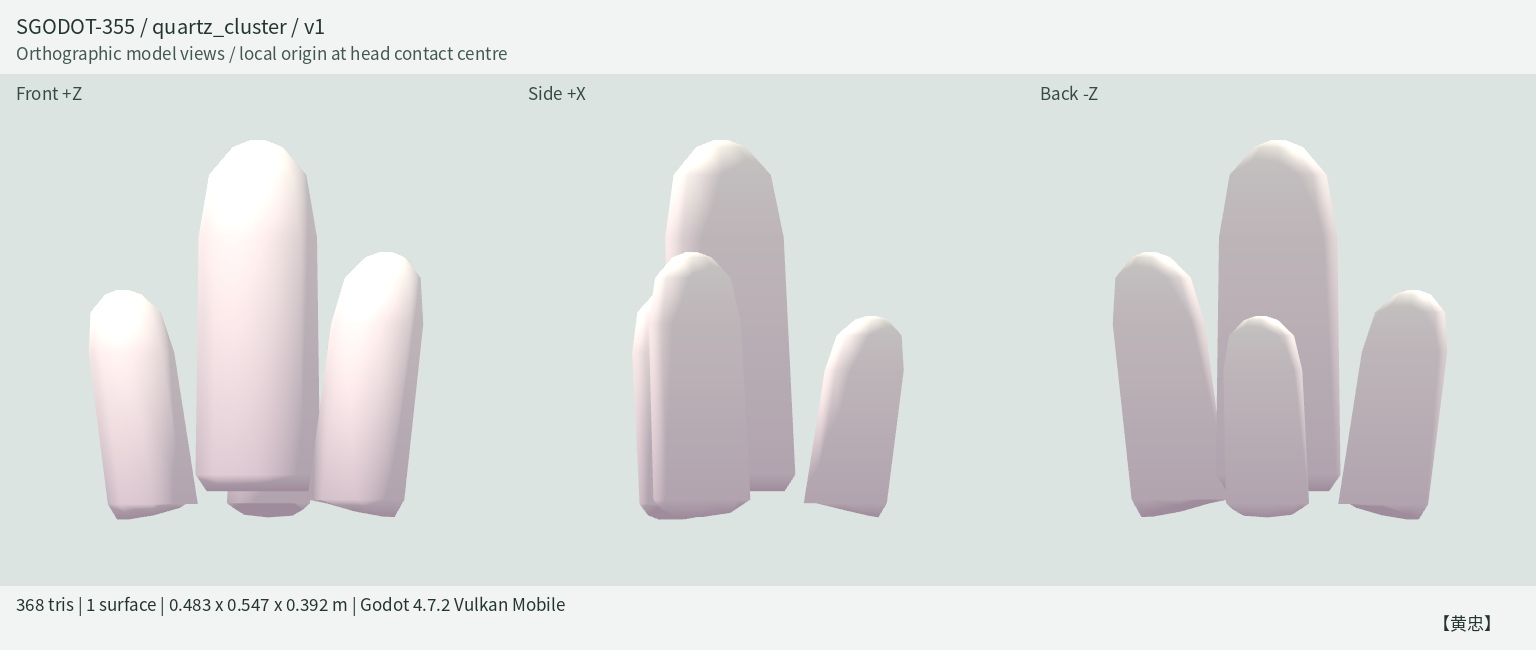 SGODOT-355 / quartz_cluster / v1
Orthographic model views / local origin at head contact centre
Front +Z
Side +X
Back -Z
368 tris | 1 surface | 0.483 x 0.547 x 0.392 m | Godot 4.7.2 Vulkan Mobile
【黄忠】